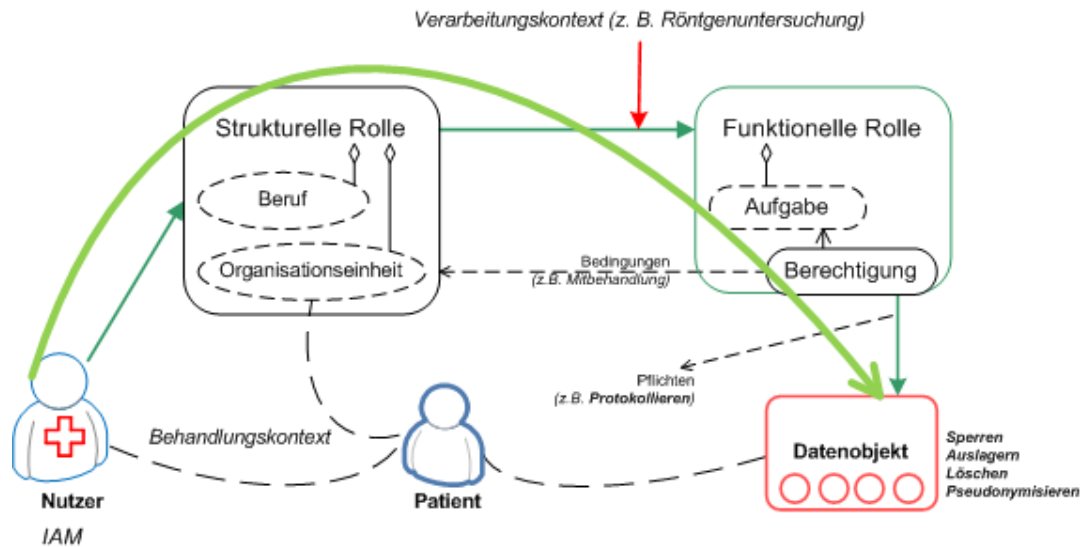 Verarbeitungskontext (z. B. Röntgenuntersuchung)
Strukturelle Rolle
Beruf
Organisationseinheit
Funktionelle Rolle
Aufgabe
Berechtigung
Bedingungen
(z.B. Mitbehandlung)
Pflichten
(z.B. Protokollieren)
Behandlungskontext
Nutzer
IAM
Patient
Datenobjekt
Sperren
Auslagern
Löschen
Pseudonymisieren